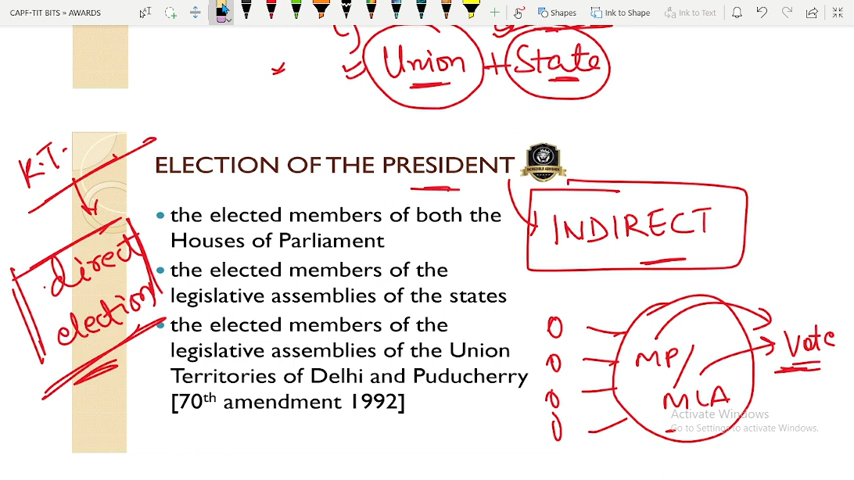 CAPF-TIT BITS – AWARDS
Shapes
Ink to Shape
Ink to Text
Union + State
K.T.
ELECTION OF THE PRESIDENT
INDIRECT
• the elected members of both the
Houses of Parliament
• the elected members of the
legislative assemblies of the states
• the elected members of the
legislative assemblies of the Union
Territories of Delhi and Puducherry
[70th amendment 1992]
direct
election
MP/
MLA
Vote
Activate Windows
Go to Settings to activate Windows.